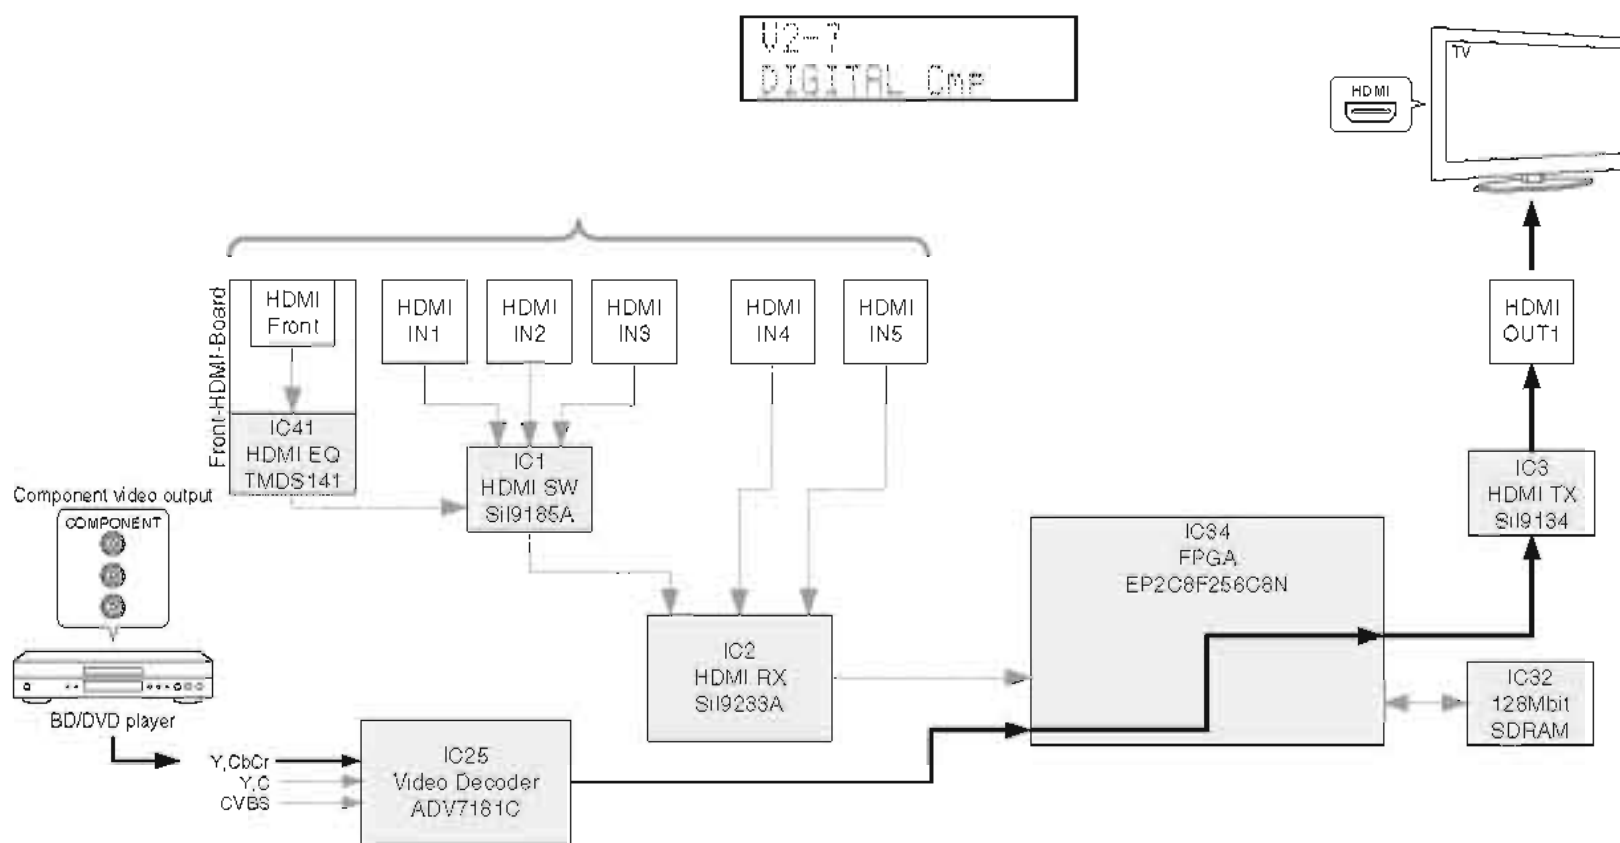 V2-7
DIGITAL Cmp
TV
HDMI
HDMI
Front
HDMI
IN1
HDMI
IN2
HDMI
IN3
HDMI
IN4
HDMI
IN5
HDMI
OUT1
Front-HDMI-Board
IC41
HDMI EQ
TMDS141
IC1
HDMI SW
SiI9185A
IC3
HDMI TX
SiI9134
Component video output
COMPONENT
IC34
FPGA
EP2C8F256C8N
IC2
HDMI RX
SiI9233A
IC32
128Mbit
SDRAM
BD/DVD player
Y,CbCr
Y,C
CVBS
IC25
Video Decoder
ADV7181C